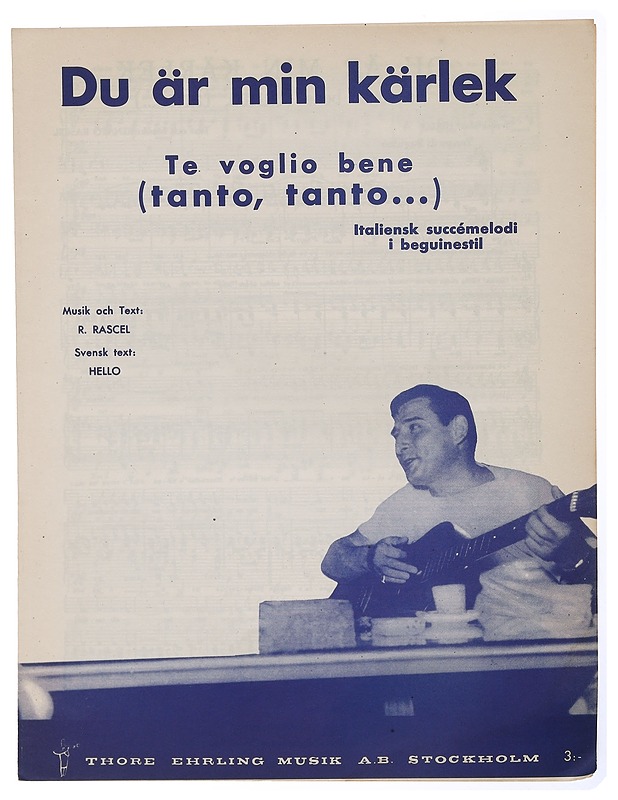 Du är min kärlek
Te voglio bene
(tanto, tanto...)
Italiensk succémelodi
i beguinestil
Musik och Text:
R. RASCEL
Svensk text:
HELLO
THORE EHRLING MUSIK A.B. STOCKHOLM 3:-